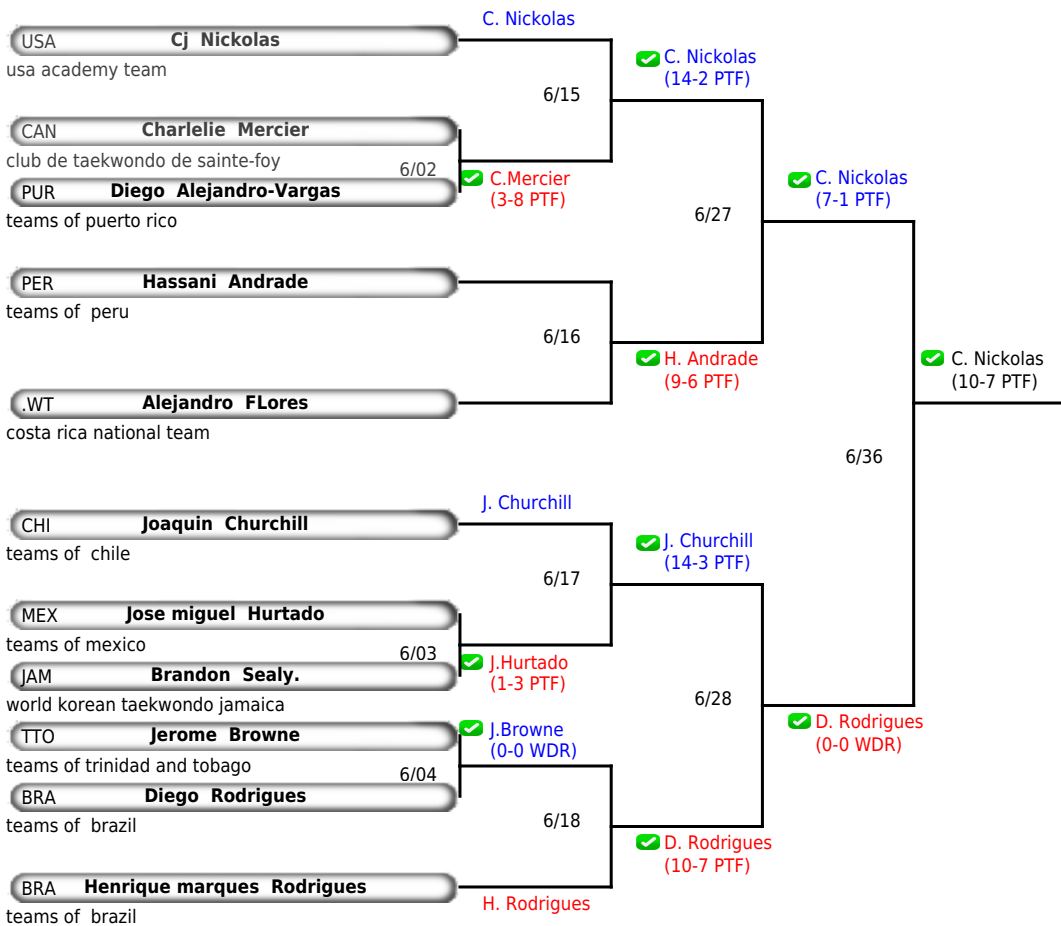 C. Nickolas
USA Cj Nickolas
usa academy team
C. Nickolas
(14-2 PTF)
6/15
CAN Charlelie Mercier
club de taekwondo de sainte-foy
6/02
C.Mercier
(3-8 PTF)
PUR Diego Alejandro-Vargas
teams of puerto rico
C. Nickolas
(7-1 PTF)
6/27
PER Hassani Andrade
teams of peru
6/16
H. Andrade
(9-6 PTF)
C. Nickolas
(10-7 PTF)
.WT Alejandro FLores
costa rica national team
6/36
J. Churchill
CHI Joaquin Churchill
teams of chile
J. Churchill
(14-3 PTF)
6/17
MEX Jose miguel Hurtado
teams of mexico
6/03
J.Hurtado
(1-3 PTF)
JAM Brandon Sealy.
world korean taekwondo jamaica
6/28
D. Rodrigues
(0-0 WDR)
TTO Jerome Browne
J.Browne
(0-0 WDR)
teams of trinidad and tobago
6/04
BRA Diego Rodrigues
teams of brazil
6/18
D. Rodrigues
(10-7 PTF)
BRA Henrique marques Rodrigues
H. Rodrigues
teams of brazil